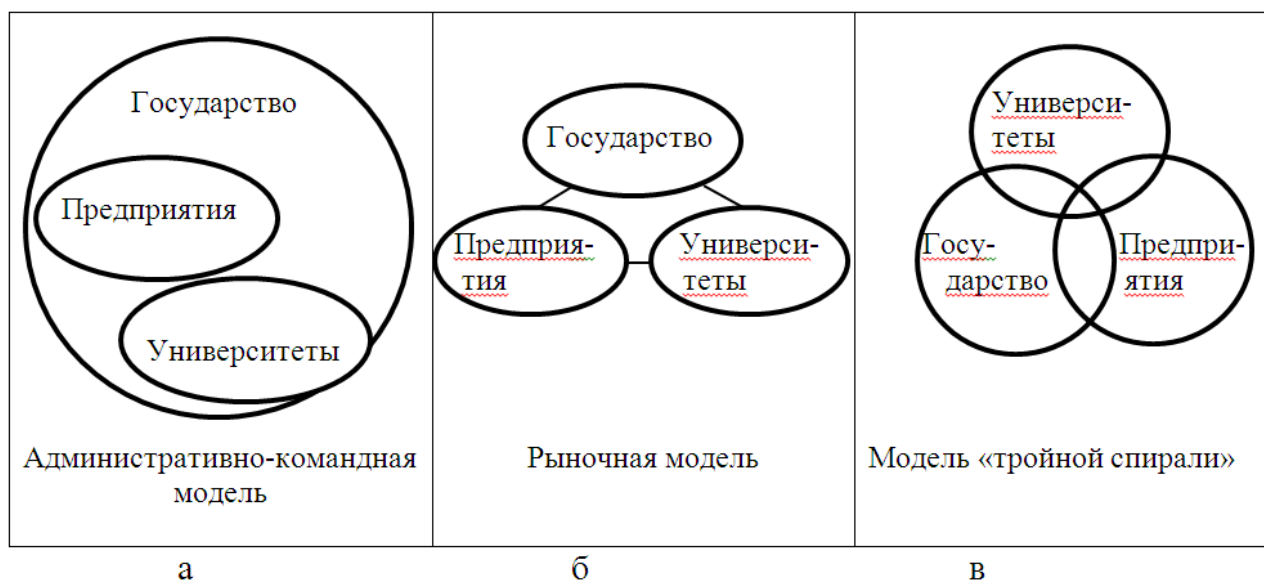 Государство
Предприятия
Университеты
Административно-командная
модель
Государство
Предприя-
тия
Универси-
теты
Рыночная модель
Универси-
теты
Госу-
дарство
Предпри-
ятия
Модель «тройной спирали»
а
б
в